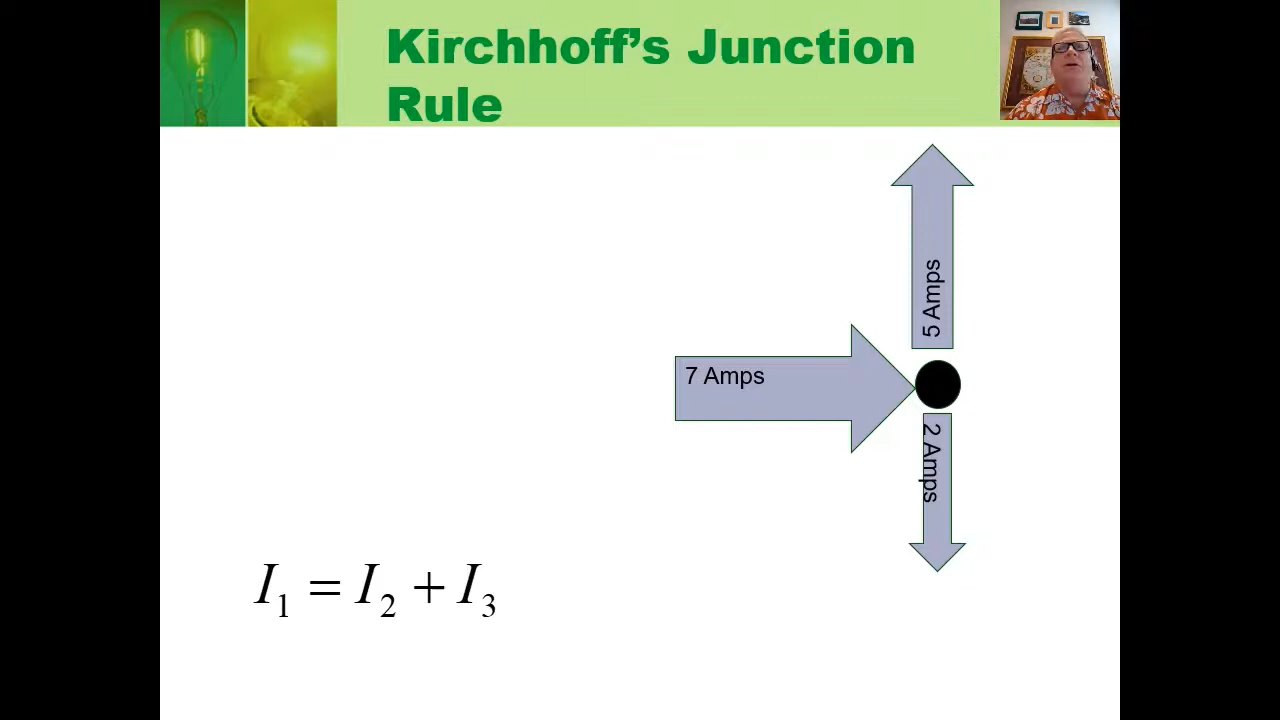 Kirchhoff's Junction
Rule
5 Amps
7 Amps
2 Amps
I₁ = I₂ + I₃